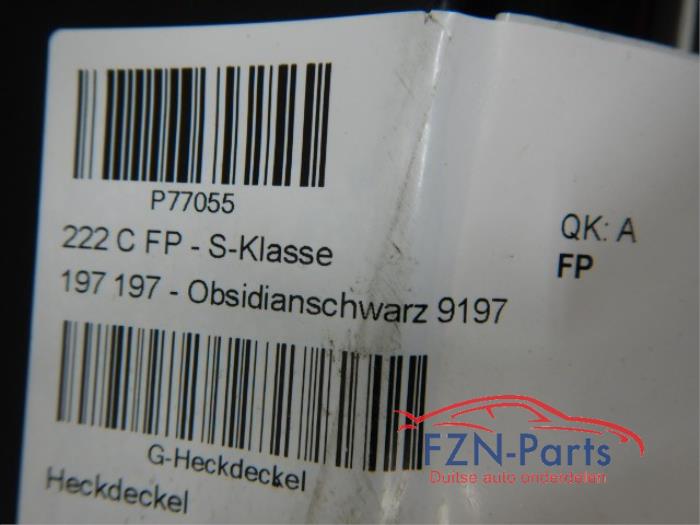 P77055
222 C FP - S-Klasse
QK: A
FP
197 197 - Obsidianschwarz 9197
G-Heckdeckel
Heckdeckel
FZN-Parts
Duitse auto onderdelen